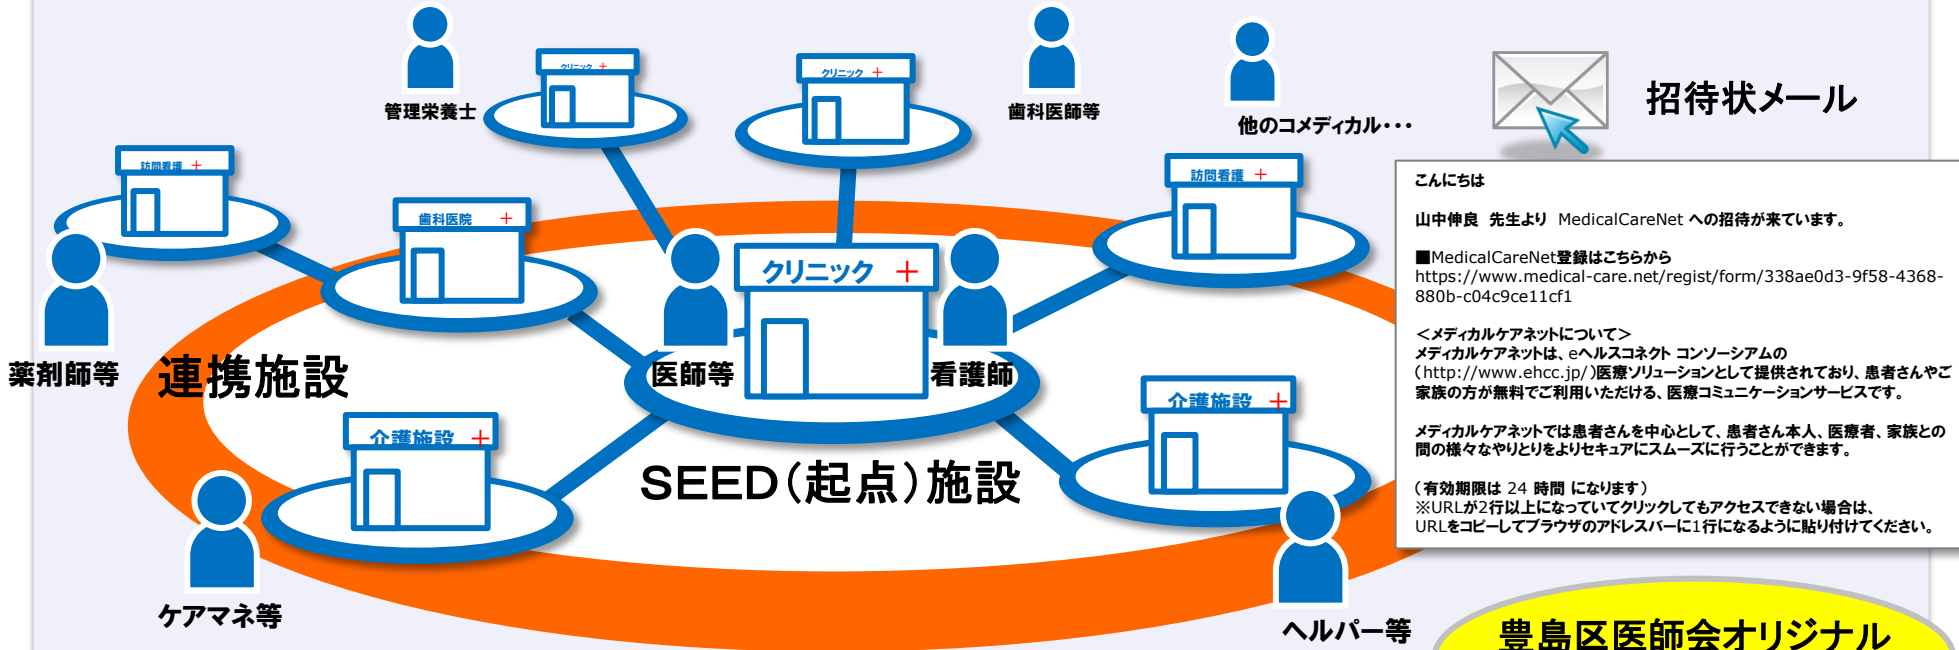 クリニック +
クリニック +
管理栄養士
歯科医師等
他のコメディカル・・・
招待状メール
訪問看護 +
訪問看護 +
歯科医院 +
クリニック +
薬剤師等
連携施設
医師等
看護師
介護施設 +
介護施設 +
SEED(起点)施設
ケアマネ等
ヘルパー等
こんにちは
山中伸良 先生より MedicalCareNet への招待が来ています。
■MedicalCareNet登録はこちらから
https://www.medical-care.net/regist/form/338ae0d3-9f58-4368-
880b-c04c9ce11cf1
＜メディカルケアネットについて＞
メディカルケアネットは、eヘルスコネクト コンソーシアムの
（http://www.ehcc.jp/）医療ソリューションとして提供されており、患者さんやご
家族の方が無料でご利用いただける、医療コミュニケーションサービスです。
メディカルケアネットでは患者さんを中心として、患者さん本人、医療者、家族との
間の様々なやりとりをよりセキュアにスムーズに行うことができます。
（有効期限は 24 時間 になります）
※URLが2行以上になっていてクリックしてもアクセスできない場合は、
URLをコピーしてブラウザのアドレスバーに1行になるように貼り付けてください。
豊島区医師会オリジナル